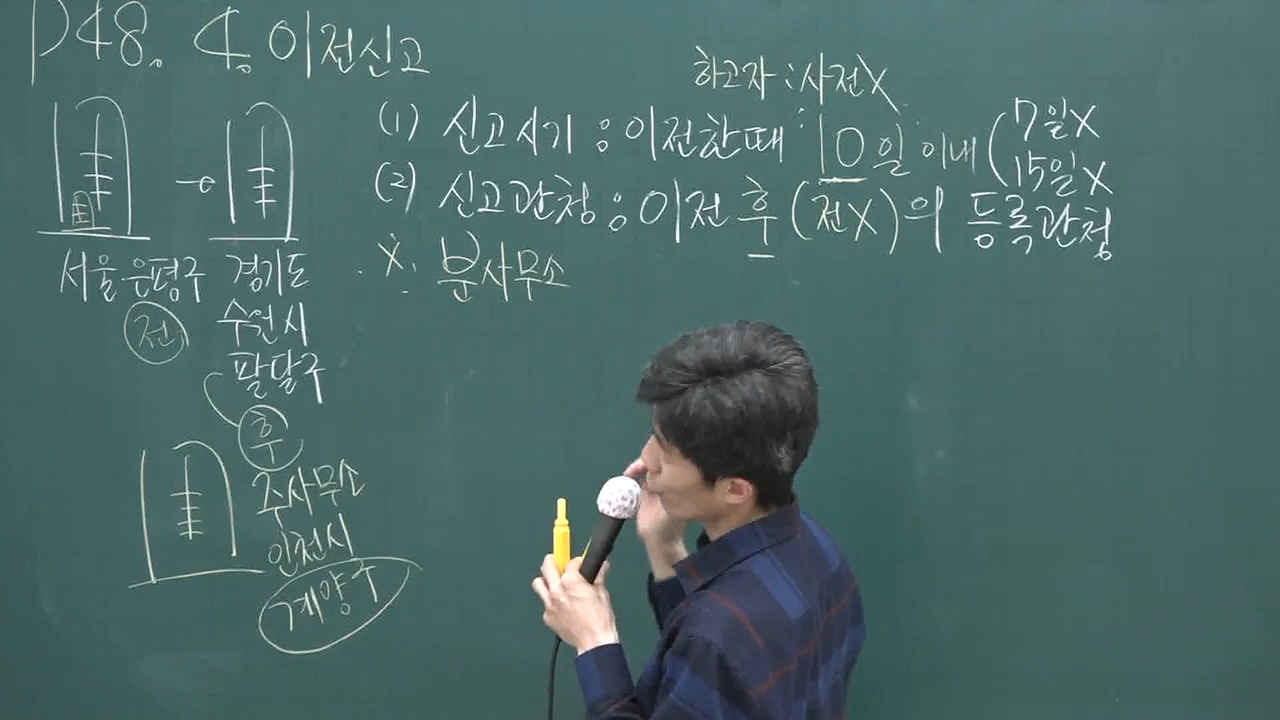 P48. 4. 이전신고
하고자 : 사전X
(1) 신고시기 : 이전한때 10일 이내 (7일X
15일X
(2) 신고관청 : 이전 후 (전X)의 등록관청
※. 분사무소
서울 은평구
전
경기도
수원시
팔달구
후
주사무소
인천시
계양구